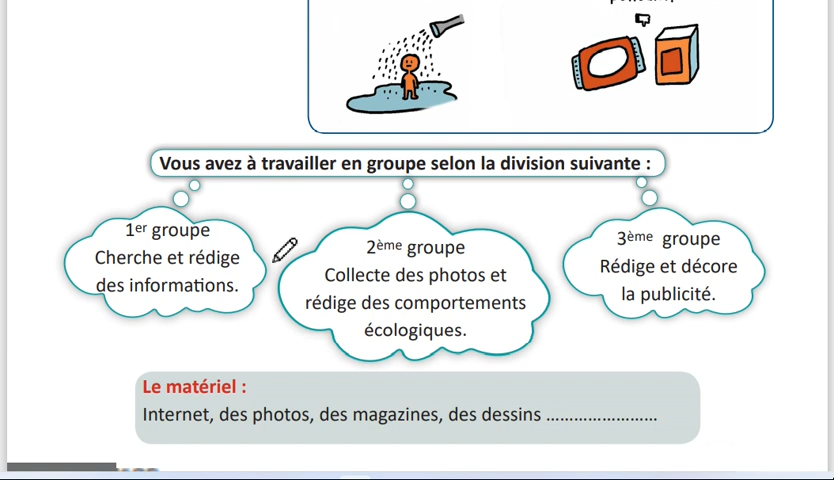 Vous avez à travailler en groupe selon la division suivante :
1er groupe
Cherche et rédige
des informations.
2ème groupe
Collecte des photos et
rédige des comportements
écologiques.
3ème groupe
Rédige et décore
la publicité.
Le matériel :
Internet, des photos, des magazines, des dessins ........................